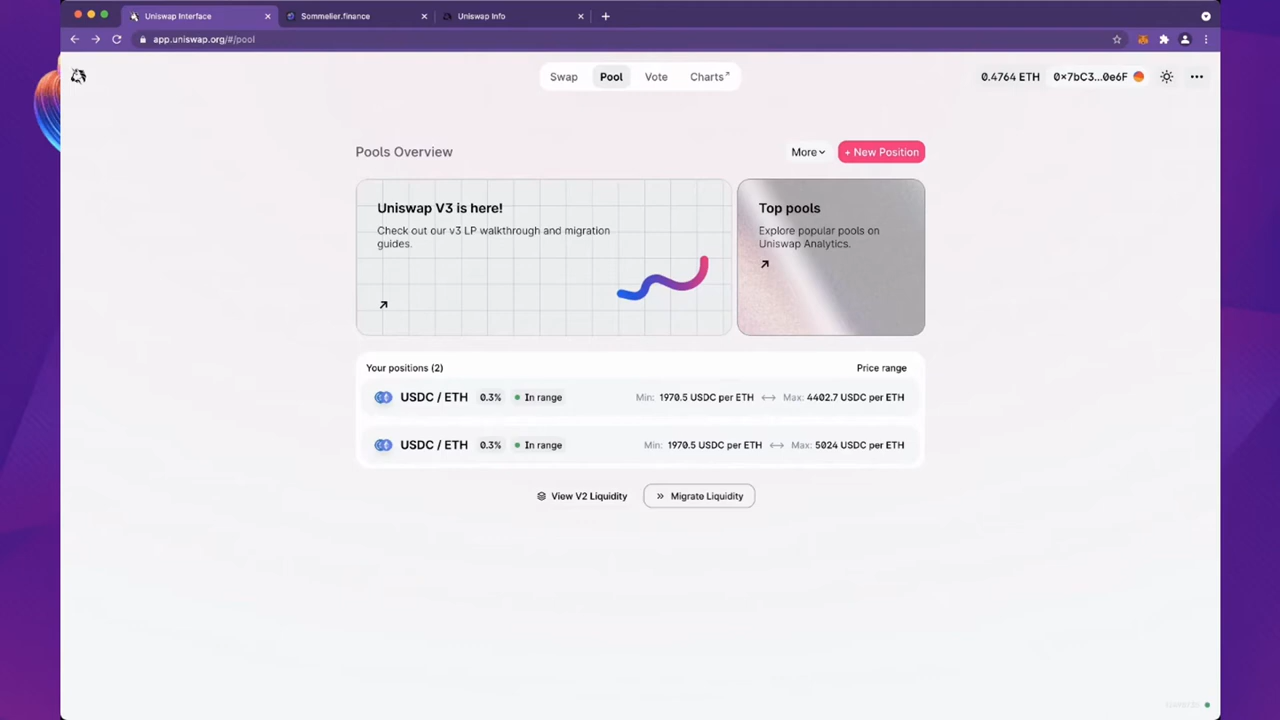 Uniswap Interface
Sommelier.finance
Uniswap Info
app.uniswap.org/#/pool
Swap
Pool
Vote
Charts↗
0.4764 ETH
0x7bC3...0e6F
Pools Overview
More
+ New Position
Uniswap V3 is here!
Check out our v3 LP walkthrough and migration
guides.
Top pools
Explore popular pools on
Uniswap Analytics.
Your positions (2)
Price range
USDC / ETH 0.3% In range Min: 1970.5 USDC per ETH ⟷ Max: 4402.7 USDC per ETH
USDC / ETH 0.3% In range Min: 1970.5 USDC per ETH ⟷ Max: 5024 USDC per ETH
View V2 Liquidity
Migrate Liquidity